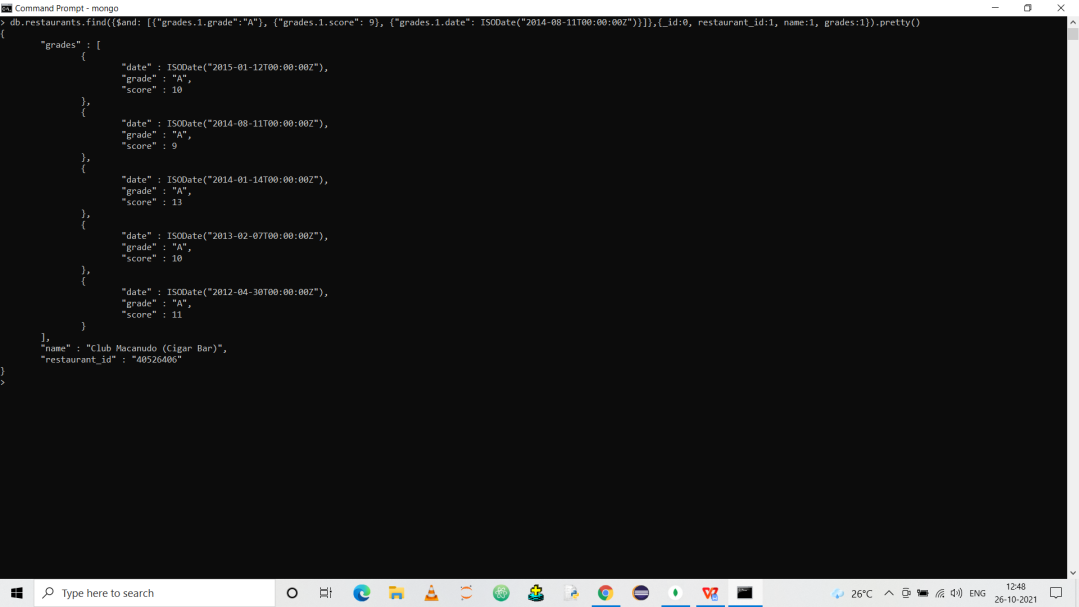 Command Prompt - mongo
> db.restaurants.find({$and: [{"grades.1.grade":"A"}, {"grades.1.score": 9}, {"grades.1.date": ISODate("2014-08-11T00:00:00Z")}]},{_id:0, restaurant_id:1, name:1, grades:1}).pretty()
{
"grades" : [
{
"date" : ISODate("2015-01-12T00:00:00Z"),
"grade" : "A",
"score" : 10
},
{
"date" : ISODate("2014-08-11T00:00:00Z"),
"grade" : "A",
"score" : 9
},
{
"date" : ISODate("2014-01-14T00:00:00Z"),
"grade" : "A",
"score" : 13
},
{
"date" : ISODate("2013-02-07T00:00:00Z"),
"grade" : "A",
"score" : 10
},
{
"date" : ISODate("2012-04-30T00:00:00Z"),
"grade" : "A",
"score" : 11
}
],
"name" : "Club Macanudo (Cigar Bar)",
"restaurant_id" : "40526406"
}
>
Type here to search
26°C
ENG
12:48
26-10-2021